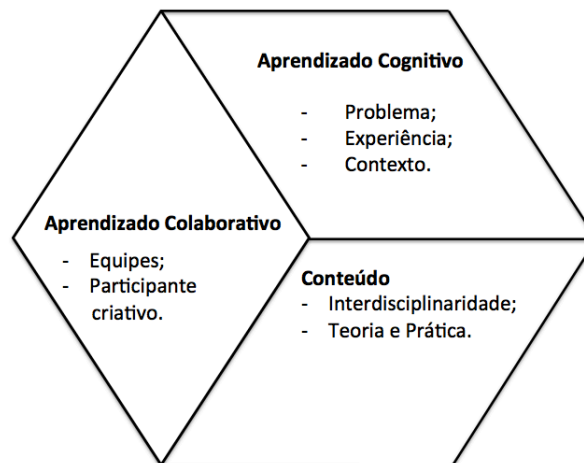 Aprendizado Cognitivo
- Problema;
- Experiência;
- Contexto.
Aprendizado Colaborativo
- Equipes;
- Participante
criativo.
Conteúdo
- Interdisciplinaridade;
- Teoria e Prática.